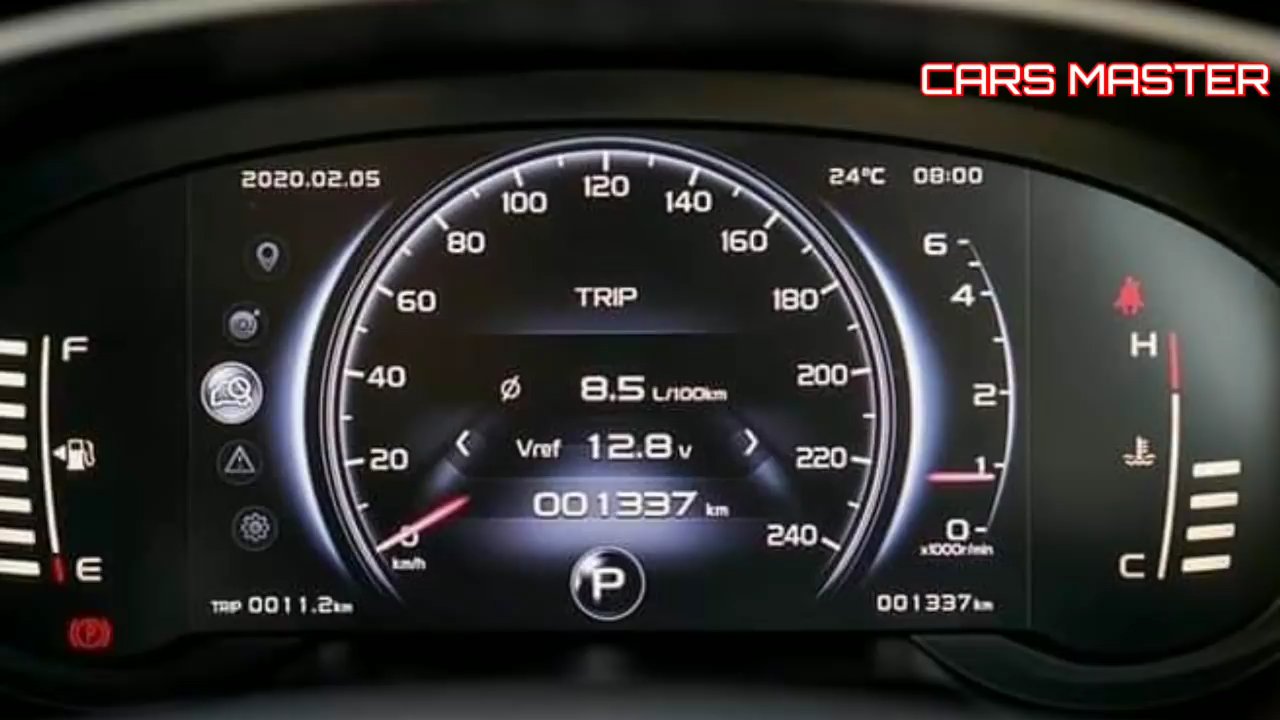 CARS MASTER
2020.02.05
24°C 08:00
0
20
40
60
80
100
120
140
160
180
200
220
240
km/h
TRIP
Ø 8.5 L/100km
Vref 12.8 v
001337 km
P
6
4
2
1
0
x1000r/min
F
E
H
C
P
TRIP 0011.2km
001337km